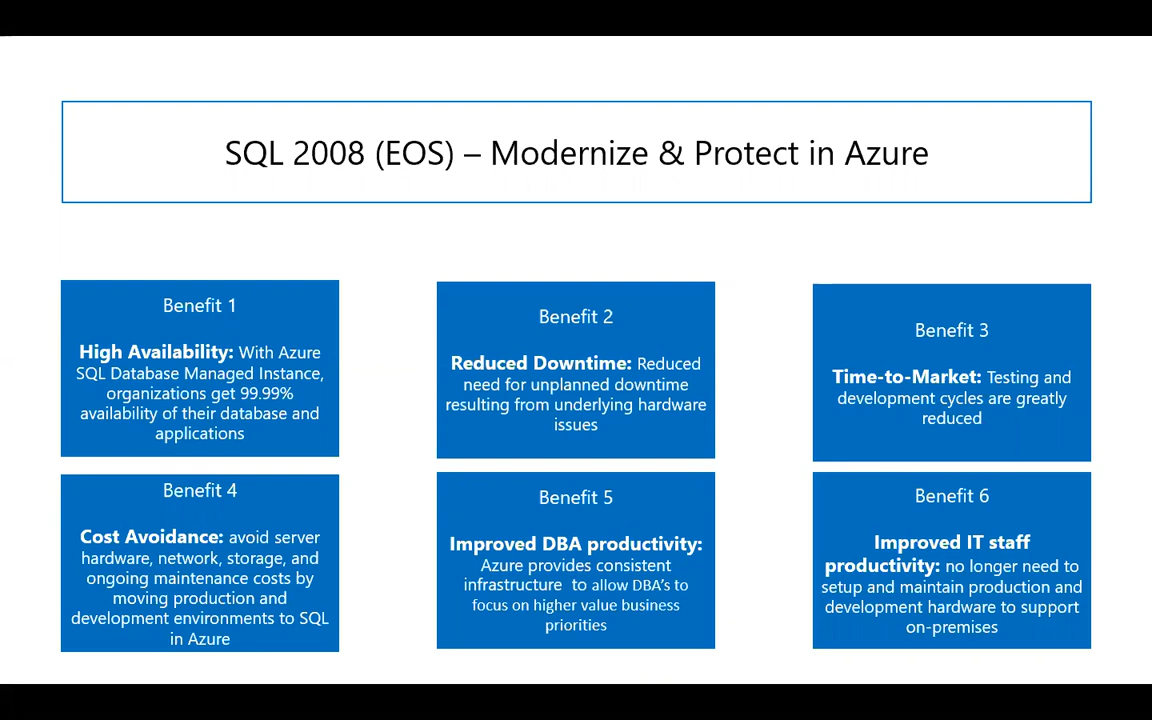 SQL 2008 (EOS) – Modernize & Protect in Azure
Benefit 1
High Availability: With Azure
SQL Database Managed Instance,
organizations get 99.99%
availability of their database and
applications
Benefit 2
Reduced Downtime: Reduced
need for unplanned downtime
resulting from underlying hardware
issues
Benefit 3
Time-to-Market: Testing and
development cycles are greatly
reduced
Benefit 4
Cost Avoidance: avoid server
hardware, network, storage, and
ongoing maintenance costs by
moving production and
development environments to SQL
in Azure
Benefit 5
Improved DBA productivity:
Azure provides consistent
infrastructure to allow DBA's to
focus on higher value business
priorities
Benefit 6
Improved IT staff
productivity: no longer need to
setup and maintain production and
development hardware to support
on-premises